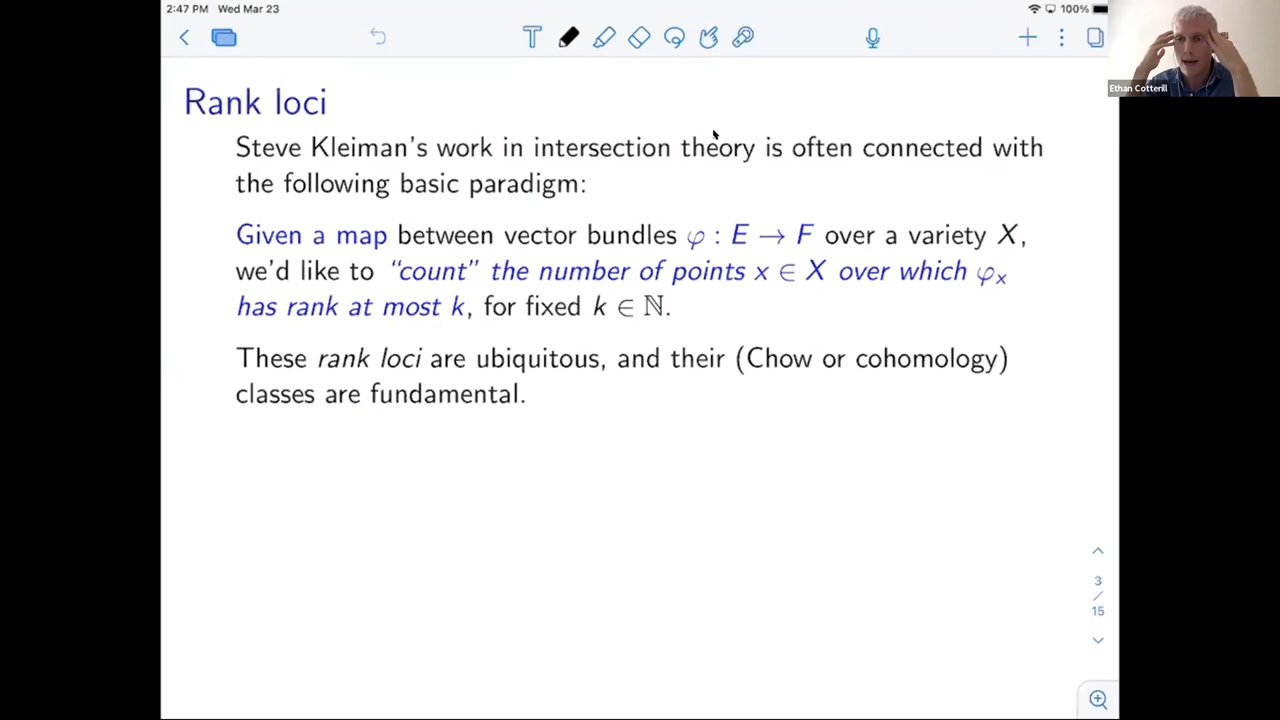 2:47 PM Wed Mar 23
100%
Ethan Cotterill
Rank loci
Steve Kleiman's work in intersection theory is often connected with
the following basic paradigm:
Given a map between vector bundles φ : E → F over a variety X,
we'd like to "count" the number of points x ∈ X over which φₓ
has rank at most k, for fixed k ∈ ℕ.
These rank loci are ubiquitous, and their (Chow or cohomology)
classes are fundamental.
3
/
15